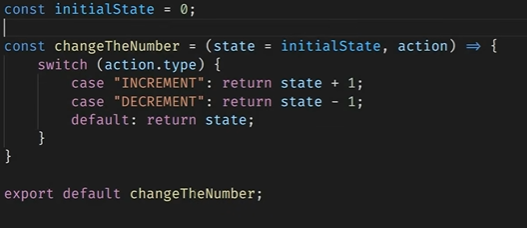 const initialState = 0;
const changeTheNumber = (state = initialState, action) => {
    switch (action.type) {
        case "INCREMENT": return state + 1;
        case "DECREMENT": return state - 1;
        default: return state;
    }
}
export default changeTheNumber;